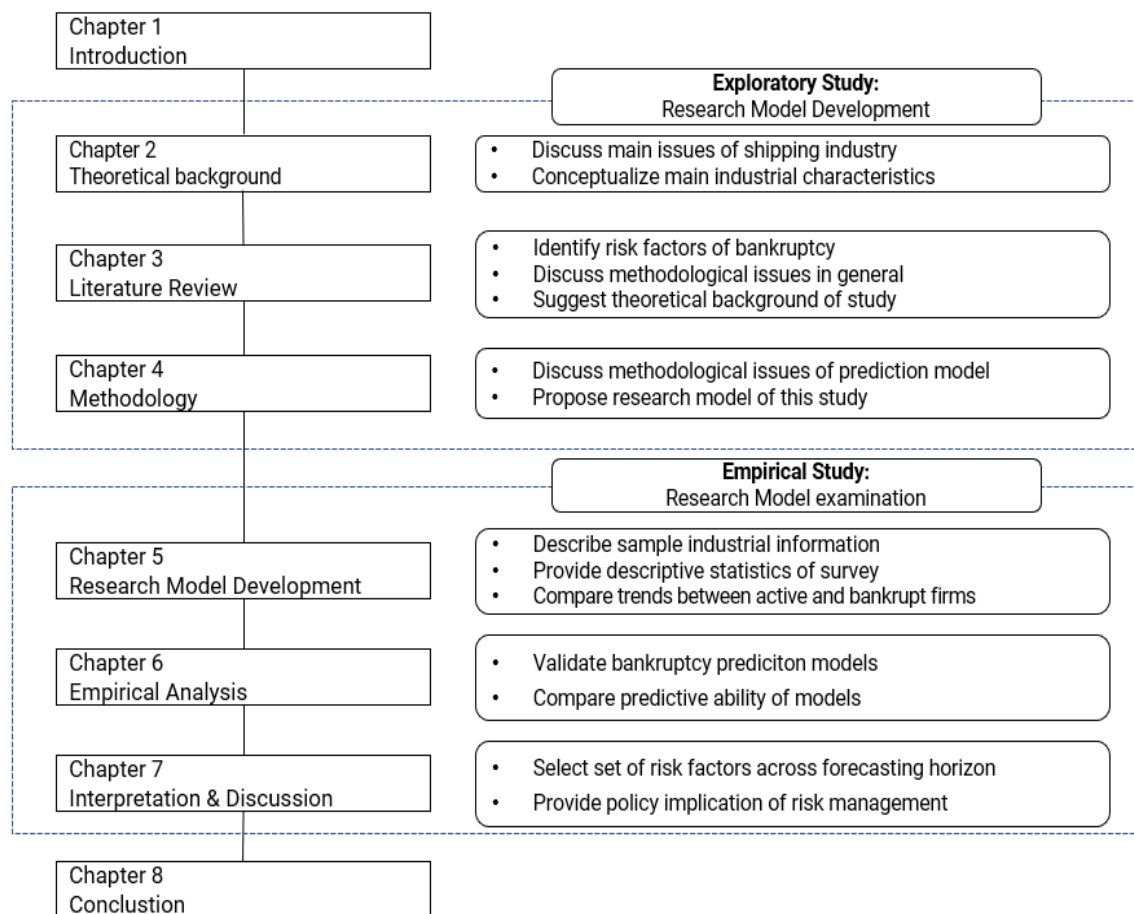 Chapter 1
Introduction
Exploratory Study:
Research Model Development
Chapter 2
Theoretical background
• Discuss main issues of shipping industry
• Conceptualize main industrial characteristics
Chapter 3
Literature Review
• Identify risk factors of bankruptcy
• Discuss methodological issues in general
• Suggest theoretical background of study
Chapter 4
Methodology
• Discuss methodological issues of prediction model
• Propose research model of this study
Empirical Study:
Research Model examination
Chapter 5
Research Model Development
• Describe sample industrial information
• Provide descriptive statistics of survey
• Compare trends between active and bankrupt firms
Chapter 6
Empirical Analysis
• Validate bankruptcy prediciton models
• Compare predictive ability of models
Chapter 7
Interpretation & Discussion
• Select set of risk factors across forecasting horizon
• Provide policy implication of risk management
Chapter 8
Conclustion